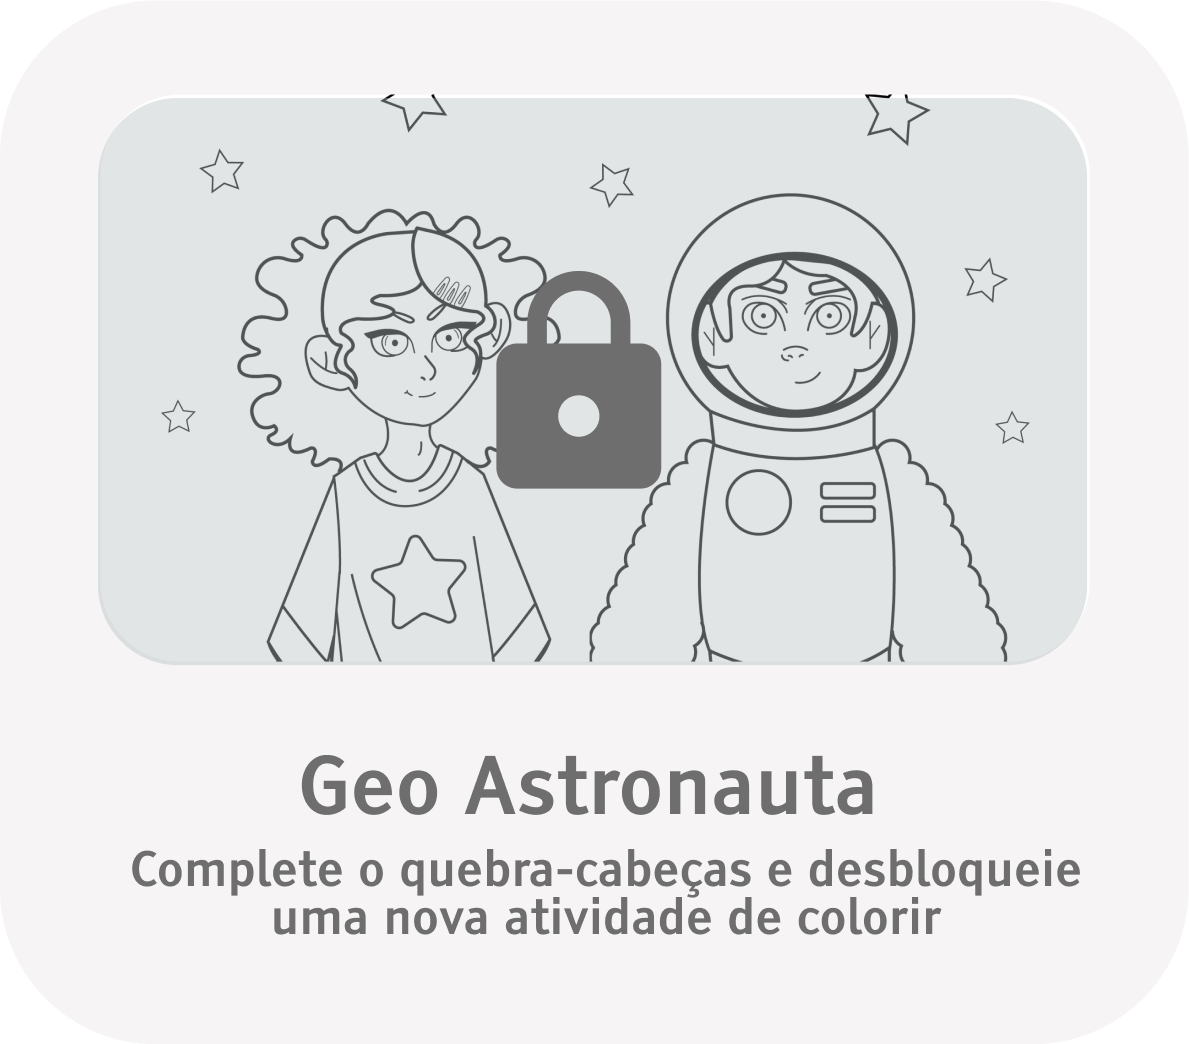 Geo Astronauta
Complete o quebra-cabeças e desbloqueie
uma nova atividade de colorir